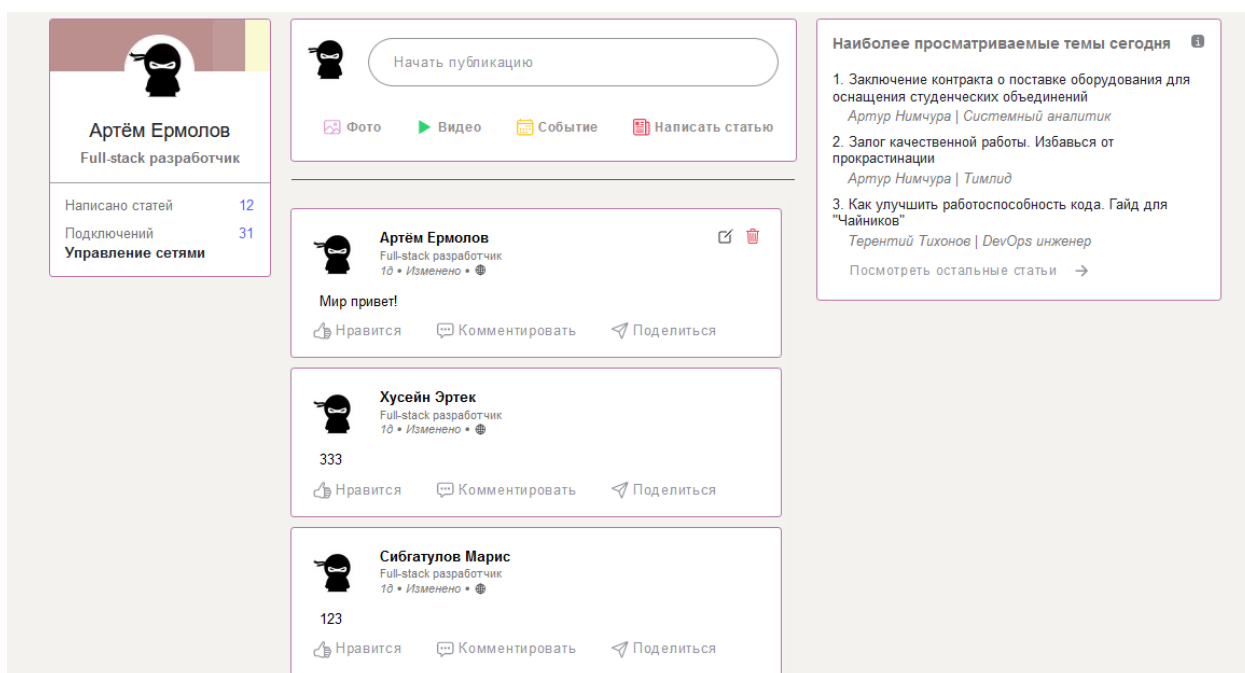 Артём Ермолов
Full-stack разработчик
Написано статей 12
Подключений 31
Управление сетями
Начать публикацию
Фото Видео Событие Написать статью
Артём Ермолов
Full-stack разработчик
1д • Изменено •
Мир привет!
Нравится Комментировать Поделиться
Хусейн Эртек
Full-stack разработчик
1д • Изменено •
333
Нравится Комментировать Поделиться
Сибгатулов Марис
Full-stack разработчик
1д • Изменено •
123
Нравится Комментировать Поделиться
Наиболее просматриваемые темы сегодня
1. Заключение контракта о поставке оборудования для
оснащения студенческих объединений
Артур Нимчура | Системный аналитик
2. Залог качественной работы. Избавься от
прокрастинации
Артур Нимчура | Тимлид
3. Как улучшить работоспособность кода. Гайд для
"Чайников"
Терентий Тихонов | DevOps инженер
Посмотреть остальные статьи →